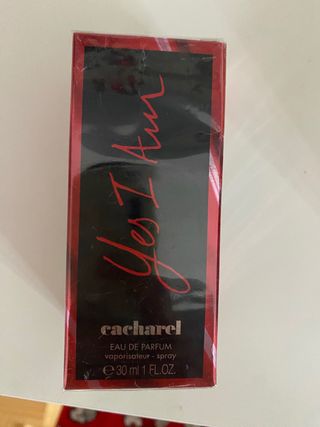 Yes I Am
cacharel
EAU DE PARFUM
vaporisateur - spray
℮ 30 ml 1 FL.OZ.